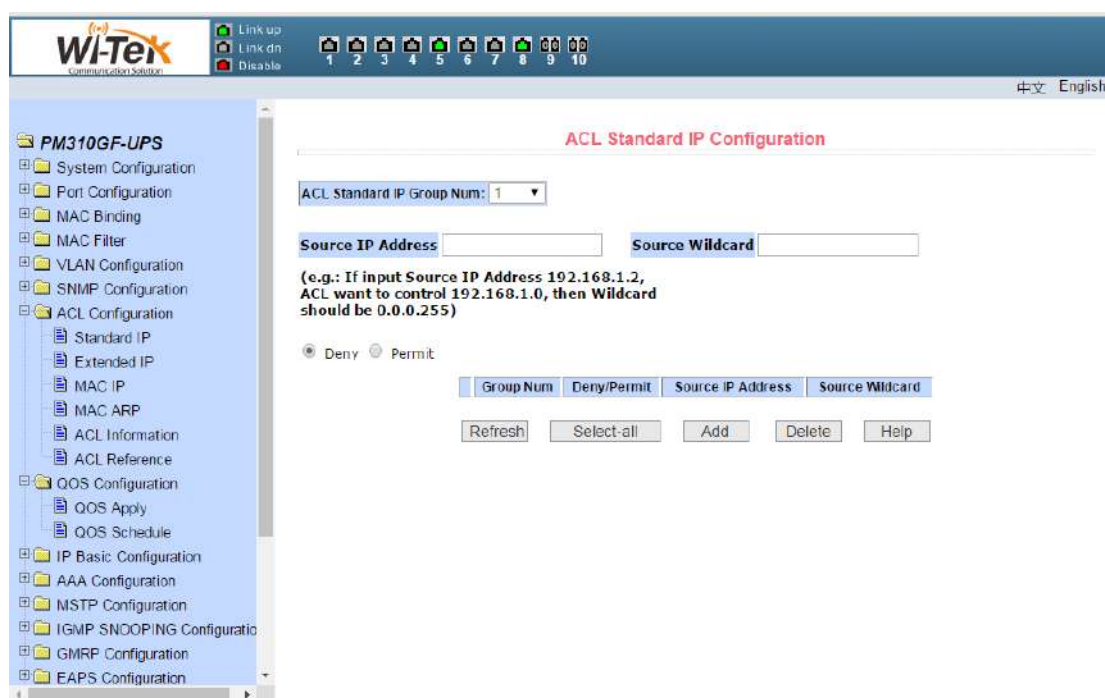 Wi-Tek
Communication Solution
Link up
Link dn
Disable
1 2 3 4 5 6 7 8 9 10
中文 English
PM310GF-UPS
System Configuration
Port Configuration
MAC Binding
MAC Filter
VLAN Configuration
SNMP Configuration
ACL Configuration
Standard IP
Extended IP
MAC IP
MAC ARP
ACL Information
ACL Reference
QOS Configuration
QOS Apply
QOS Schedule
IP Basic Configuration
AAA Configuration
MSTP Configuration
IGMP SNOOPING Configuratio
GMRP Configuration
EAPS Configuration
ACL Standard IP Configuration
ACL Standard IP Group Num: 1
Source IP Address Source Wildcard
(e.g.: If input Source IP Address 192.168.1.2,
ACL want to control 192.168.1.0, then Wildcard
should be 0.0.0.255)
Deny Permit
Group Num Deny/Permit Source IP Address Source Wildcard
Refresh Select-all Add Delete Help